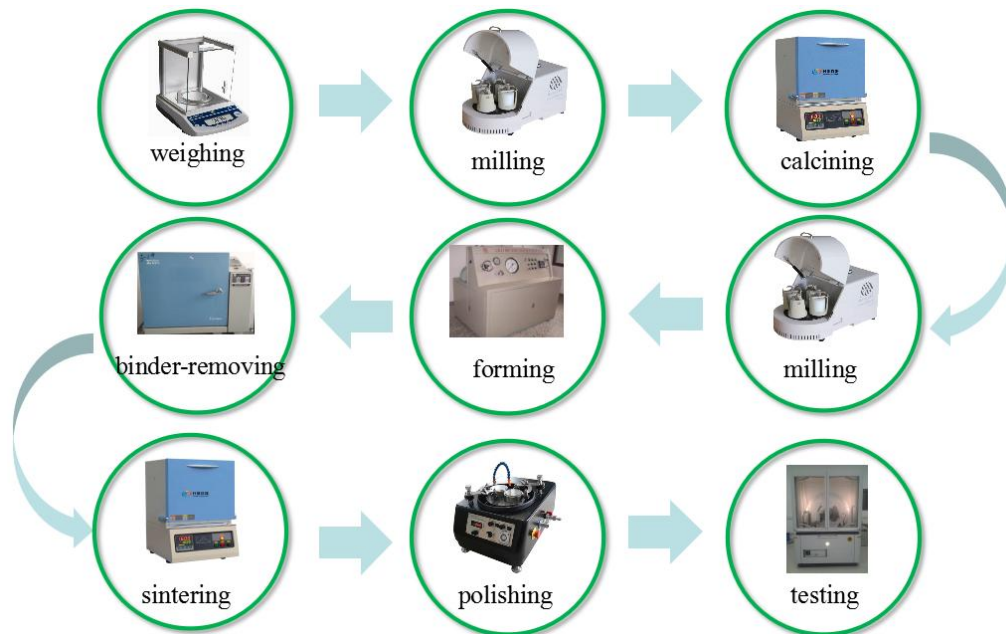 weighing
milling
calcining
milling
forming
binder-removing
sintering
polishing
testing